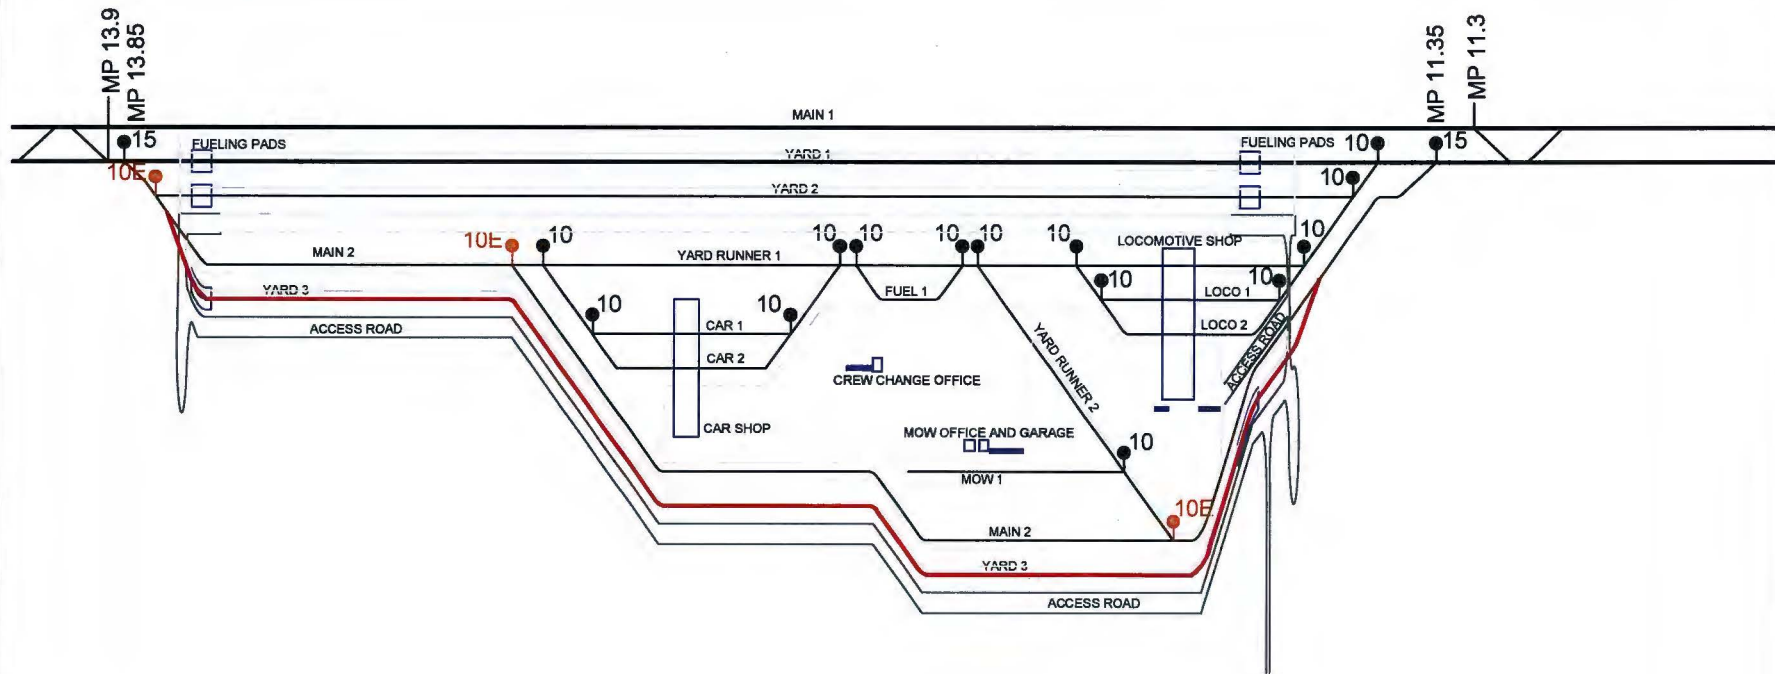 MP 13.9
MP 13.85
MP 11.35
MP 11.3
MAIN 1
15
FUELING PADS
YARD 1
FUELING PADS
10
15
10E
YARD 2
10
MAIN 2
10E
10
YARD RUNNER 1
10
10
10
10
10
LOCOMOTIVE SHOP
10
YARD 3
FUEL 1
10
LOCO 1
10
10
CAR 1
10
LOCO 2
ACCESS ROAD
CAR 2
YARD RUNNER 2
ACCESS ROAD
CREW CHANGE OFFICE
CAR SHOP
MOW OFFICE AND GARAGE
10
MOW 1
10E
MAIN 2
YARD 3
ACCESS ROAD